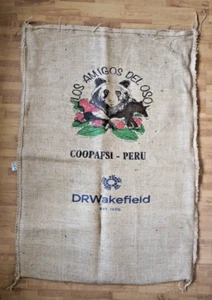 LOS AMIGOS DEL OSO
COOPAFSI - PERU
DRWakefield
EST. 1970